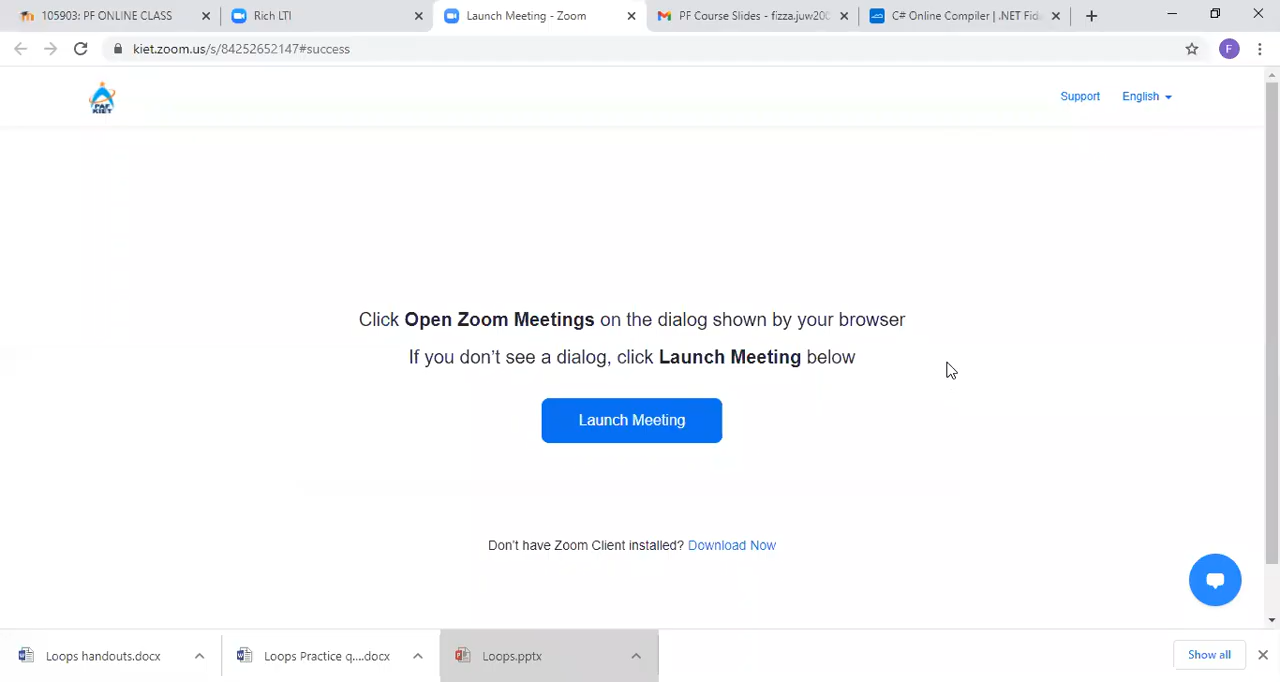 105903: PF ONLINE CLASS
Rich LTI
Launch Meeting - Zoom
PF Course Slides - fizza.juw200
C# Online Compiler | .NET Fid
kiet.zoom.us/s/84252652147#success
F
PAF
KIET
Support
English
Click Open Zoom Meetings on the dialog shown by your browser
If you don’t see a dialog, click Launch Meeting below
Launch Meeting
Don’t have Zoom Client installed? Download Now
Loops handouts.docx
Loops Practice q....docx
Loops.pptx
Show all